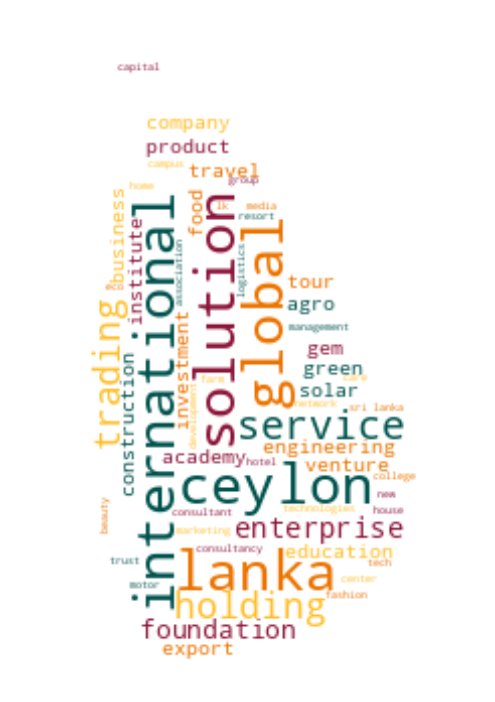 capital
company
product
campus
travel
group
home
business
food
lk
media
resort
institute
international
solution
global
association
logistics
eco
tour
agro
trading
investment
management
gem
construction
green
care
solar
farm
development
network
sri lanka
service
engineering
academy
hotel
venture
college
ceylon
new
beauty
consultant
technologies
house
marketing
enterprise
consultancy
education
trust
lanka
tech
center
motor
holding
fashion
foundation
export